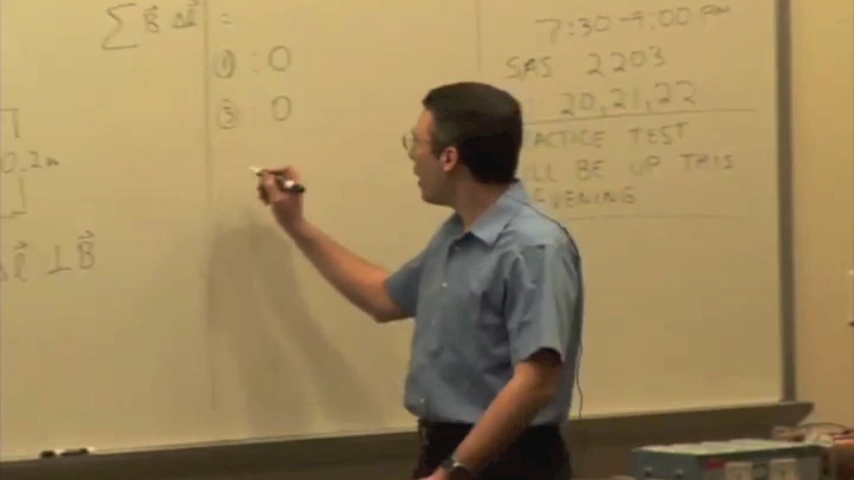 ∑ B⃗ Δl⃗ =
① : 0
③ : 0
0.2m
Δl⃗ ⊥ B⃗
7:30-9:00 PM
SAS 2203
20,21,22
ACTICE TEST
LL BE UP THIS
EVENING